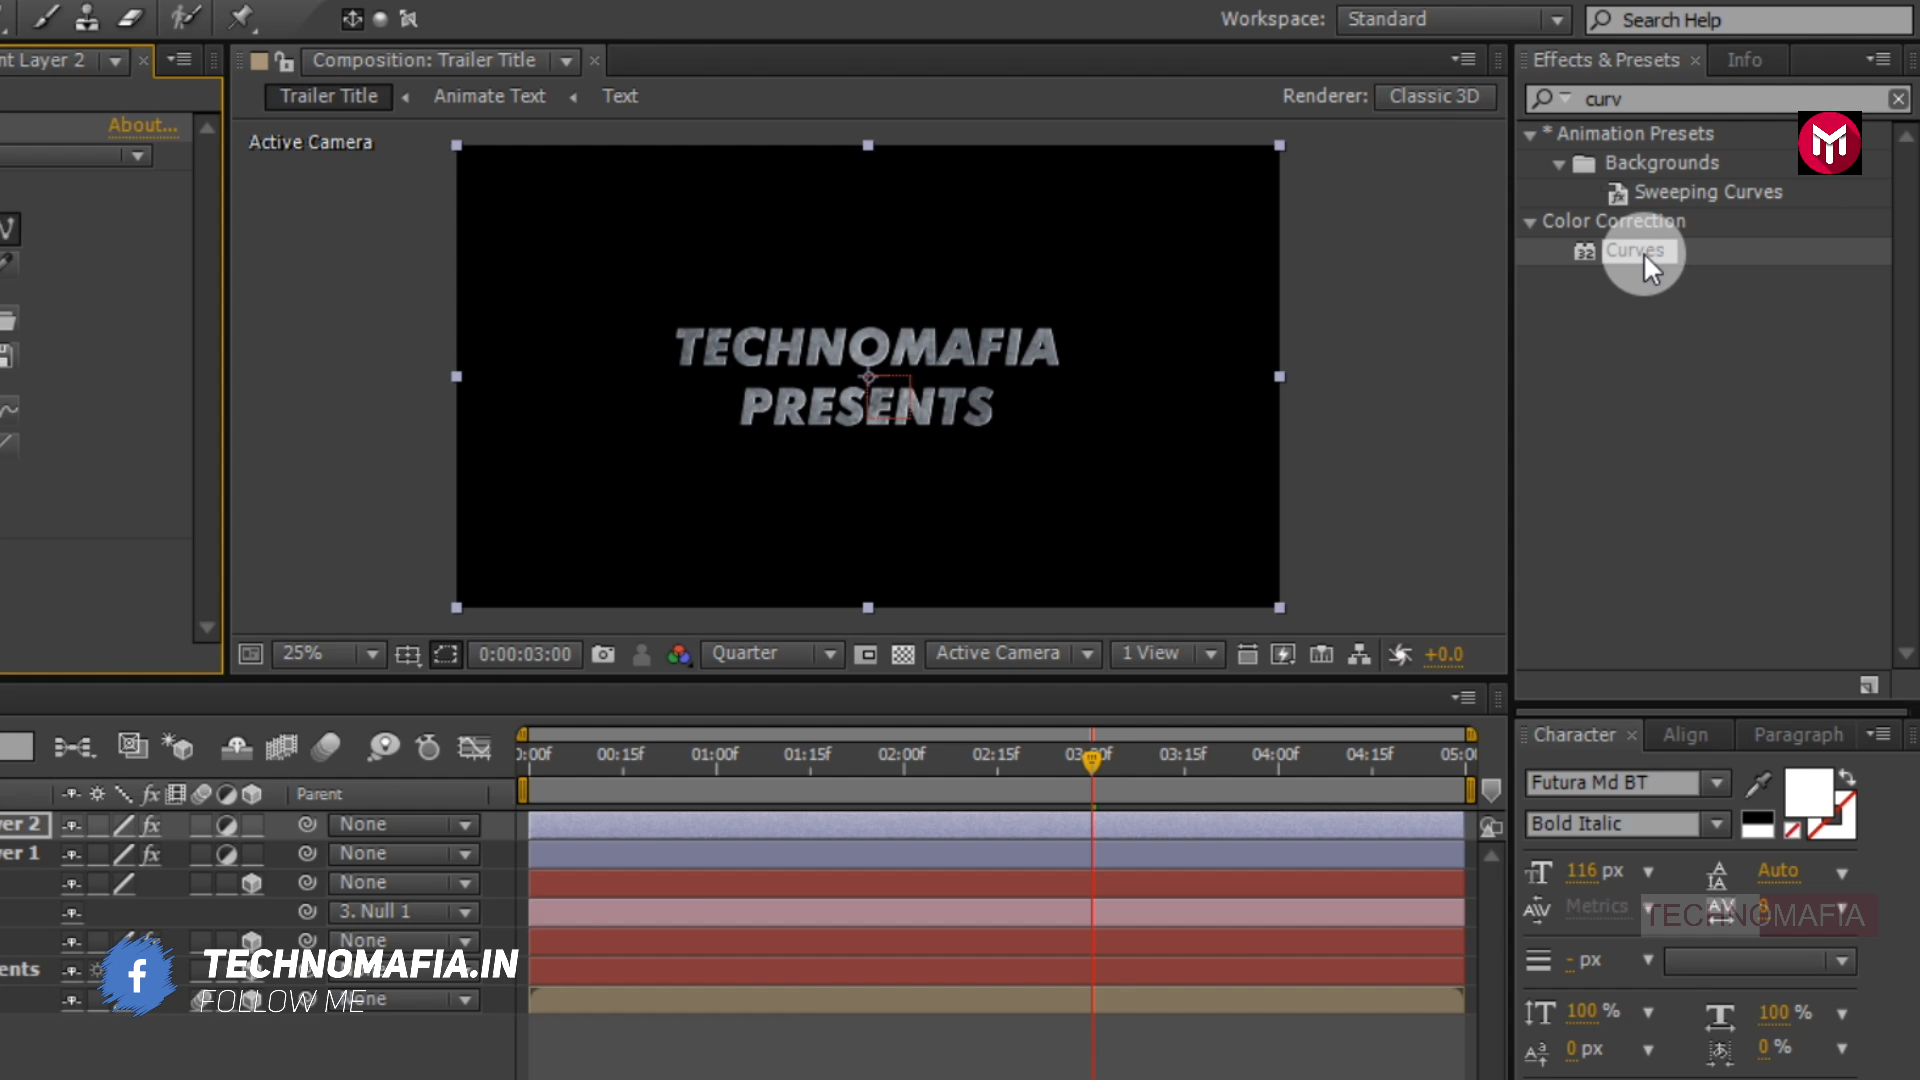 Workspace: Standard
Search Help
nt Layer 2
Composition: Trailer Title
Effects & Presets
Info
Trailer Title
Animate Text
Text
Renderer: Classic 3D
curv
About...
Active Camera
* Animation Presets
Backgrounds
Sweeping Curves
Color Correction
Curves
32
TECHNOMAFIA
PRESENTS
25%
0:00:03:00
Quarter
Active Camera
1 View
+0.0
Character
Align
Paragraph
00:15f
01:00f
01:15f
02:00f
02:15f
03:00f
03:15f
04:00f
04:15f
Parent
Futura Md BT
Bold Italic
er 2
fx
None
er 1
fx
None
None
3. Null 1
None
ents
116 px
Auto
Metrics
TECHNOMAFIA
- px
TECHNOMAFIA.IN
FOLLOW ME
100 %
100 %
0 px
0 %